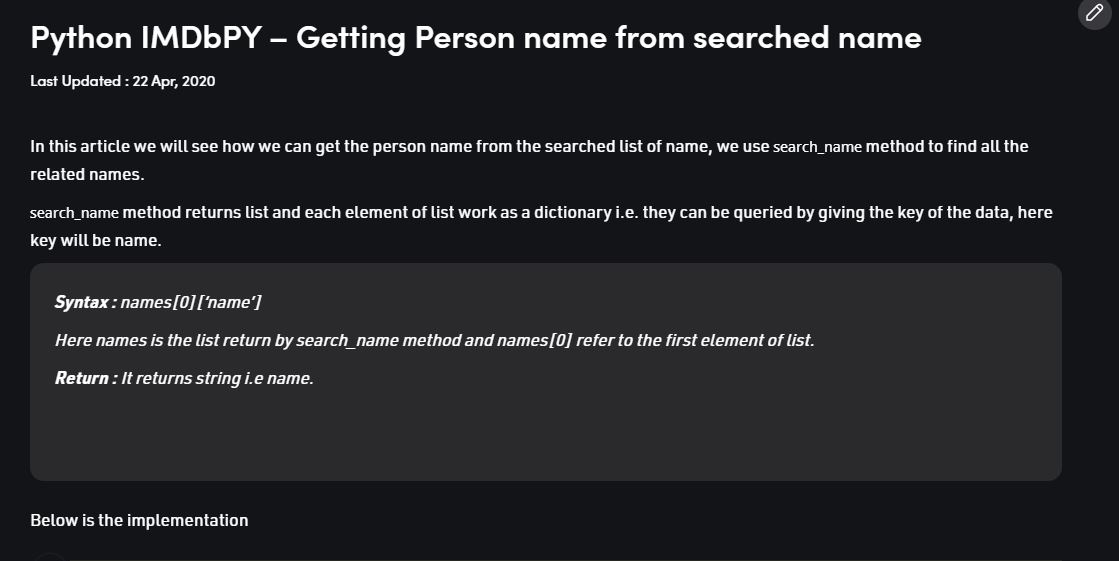 Python IMDbPY – Getting Person name from searched name
Last Updated : 22 Apr, 2020
In this article we will see how we can get the person name from the searched list of name, we use search_name method to find all the
related names.
search_name method returns list and each element of list work as a dictionary i.e. they can be queried by giving the key of the data, here
key will be name.
Syntax : names[0][‘name’]
Here names is the list return by search_name method and names[0] refer to the first element of list.
Return : It returns string i.e name.
Below is the implementation